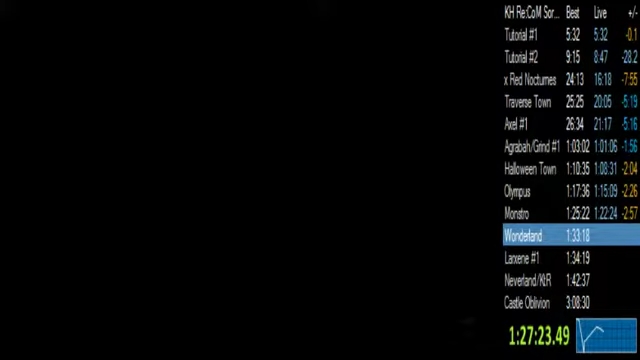 KH Re:CoM Sor... Best Live +/-
Tutorial #1 5:32 5:32 -0.1
Tutorial #2 9:15 8:47 -28.2
x Red Nocturnes 24:13 16:18 -7:55
Traverse Town 25:25 20:05 -5:19
Axel #1 26:34 21:17 -5:16
Agrabah/Grind #1 1:03:02 1:01:06 -1:56
Halloween Town 1:10:35 1:08:31 -2:04
Olympus 1:17:36 1:15:09 -2:26
Monstro 1:25:22 1:22:24 -2:57
Wonderland 1:33:18
Larxene #1 1:34:19
Neverland/Kt:R 1:42:37
Castle Oblivion 3:08:30
1:27:23.49